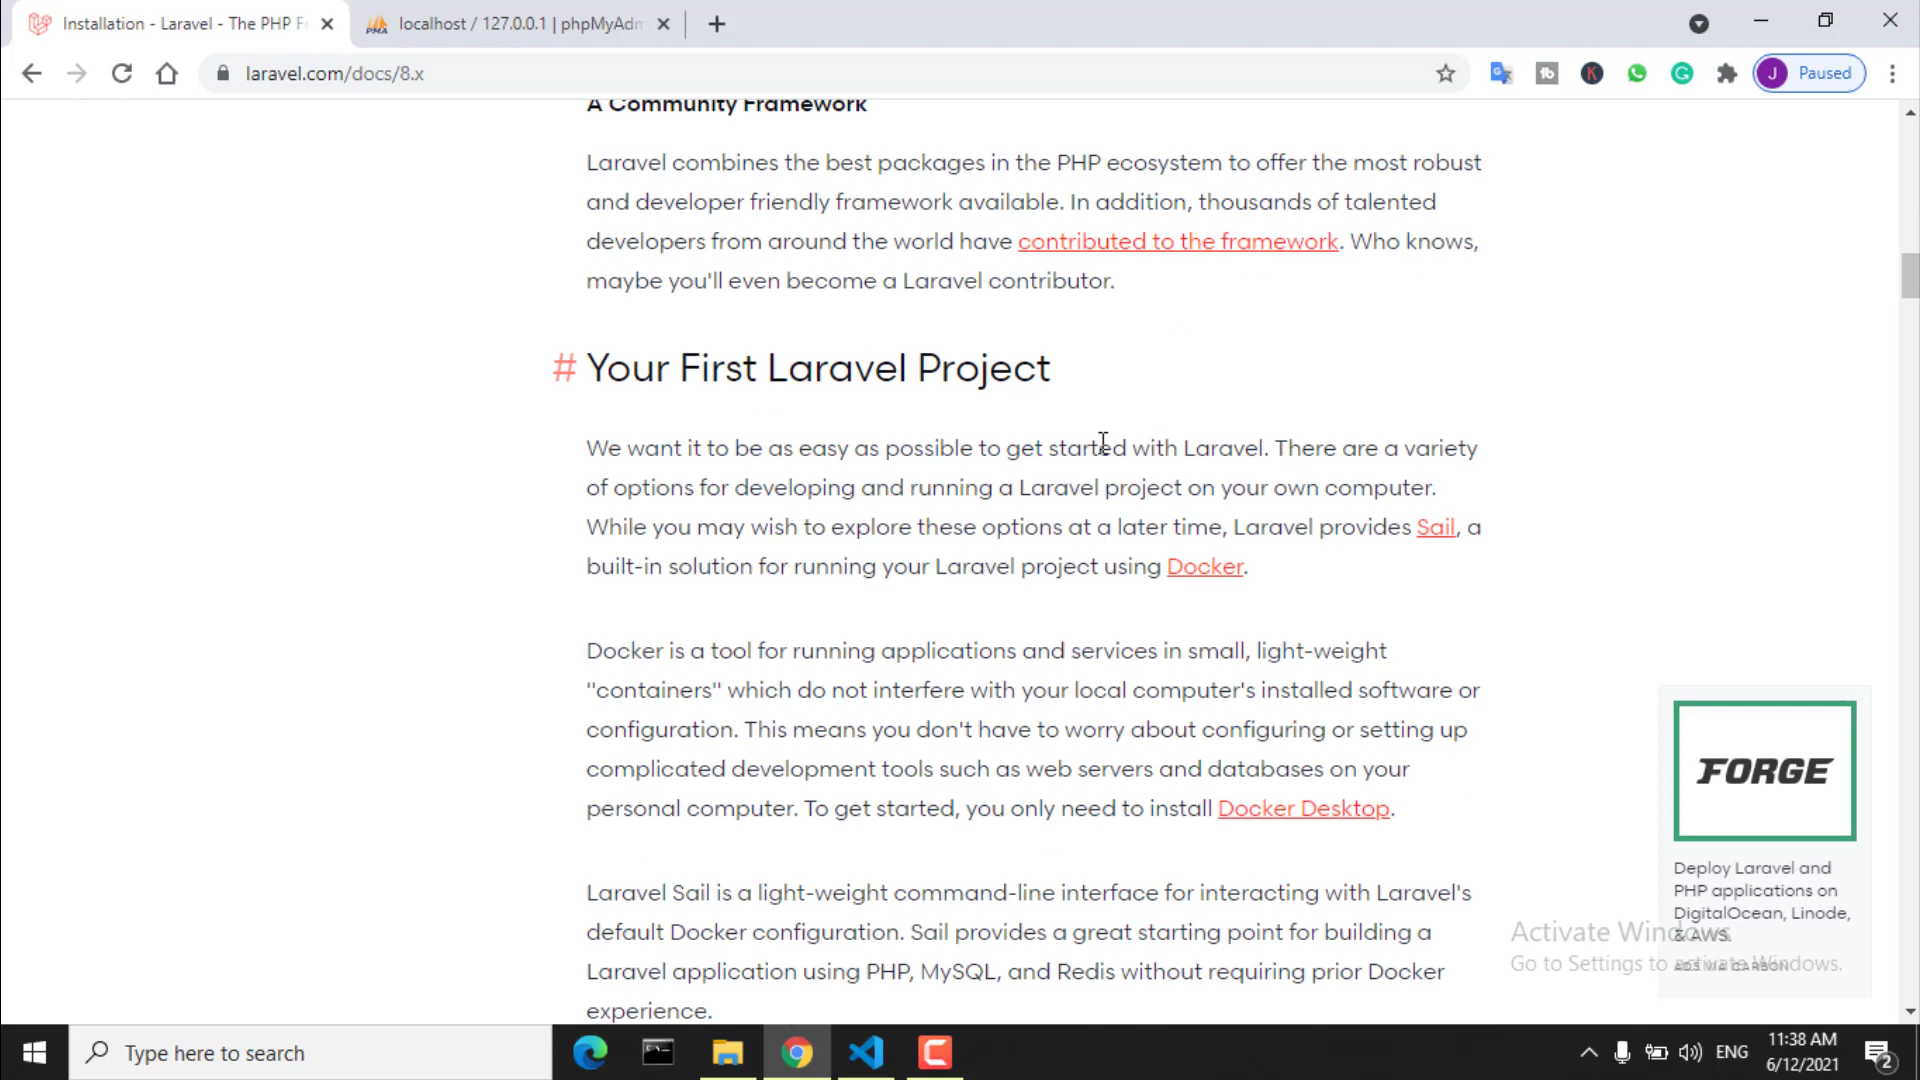 Installation - Laravel - The PHP F
localhost / 127.0.0.1 | phpMyAdm
laravel.com/docs/8.x
J Paused
A Community Framework
Laravel combines the best packages in the PHP ecosystem to offer the most robust
and developer friendly framework available. In addition, thousands of talented
developers from around the world have contributed to the framework. Who knows,
maybe you'll even become a Laravel contributor.
# Your First Laravel Project
We want it to be as easy as possible to get started with Laravel. There are a variety
of options for developing and running a Laravel project on your own computer.
While you may wish to explore these options at a later time, Laravel provides Sail, a
built-in solution for running your Laravel project using Docker.
Docker is a tool for running applications and services in small, light-weight
"containers" which do not interfere with your local computer's installed software or
configuration. This means you don't have to worry about configuring or setting up
complicated development tools such as web servers and databases on your
personal computer. To get started, you only need to install Docker Desktop.
Laravel Sail is a light-weight command-line interface for interacting with Laravel's
default Docker configuration. Sail provides a great starting point for building a
Laravel application using PHP, MySQL, and Redis without requiring prior Docker
experience.
FORGE
Deploy Laravel and
PHP applications on
DigitalOcean, Linode,
& AWS.
ADS VIA CARBON
Activate Windows
Go to Settings to activate Windows.
Type here to search
ENG
11:38 AM
6/12/2021
2